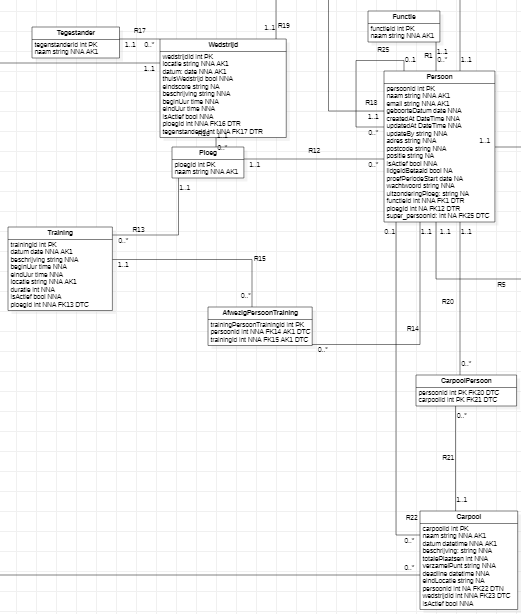 Functie
functieId int PK
naam string NNA AK1
R19
1..1
Tegestander
tegenstanderId int PK
naam string NNA AK1
R17
1..1
0..*
1..1
Wedstrijd
wedstrijdId int PK
locatie string NNA AK1
datum: date NNA AK1
thuisWedstrijd bool NNA
eindscore string NA
beschrijving string NNA
beginUur time NNA
eindUur time NNA
isActief bool NNA
ploegId int NNA FK16 DTR
tegenstanderId int NNA FK17 DTR
R25
0..1
R1
1..1
0..*
1..1
R18
1..1
0..*
Persoon
persoonId int PK
naam string NNA AK1
email string NNA AK1
geboorteDatum date NNA
createdAt DateTime NNA
updatedAt DateTime NNA
updateBy string NNA
adres string NNA
postcode string NNA
positie string NA
isActief bool NNA
lidgeldBetaald bool NA
proefPeriodeStart date NA
wachtwoord string NNA
uitzonderingPloeg: string NA
functieId int NNA FK1 DTR
ploegId int NA FK12 DTR
super_persoonId: int NA FK25 DTC
1..1
0..*
Ploeg
ploegId int PK
naam string NNA AK1
1..1
R12
0..*
1..1
R13
0..*
Training
trainingId int PK
datum date NNA AK1
beschrijving string NNA
beginUur time NNA
eindUur time NNA
locatie string NNA AK1
duratie int NNA
isActief bool NNA
ploegId int NNA FK13 DTC
1..1
R15
0..*
AfwezigPersoonTraining
trainingPersoonTrainingId int PK
persoonId int NNA FK14 AK1 DTC
trainingId int NNA FK15 AK1 DTC
0..*
R14
0..1
1..1
1..1
1..1
R5
R20
0..*
CarpoolPersoon
persoonId int PK FK20 DTC
carpoolId int PK FK21 DTC
0..*
R21
1..1
R22
0..*
0..*
Carpool
carpoolId int PK
naam string NNA AK1
datum datetime NNA AK1
beschrijving: string NNA
totalePlaatsen int NNA
verzamelPunt string NNA
deadline datetime NNA
eindLocatie string NA
persoonId int NA FK22 DTN
wedstrijdId int NNA FK23 DTC
isActief bool NNA